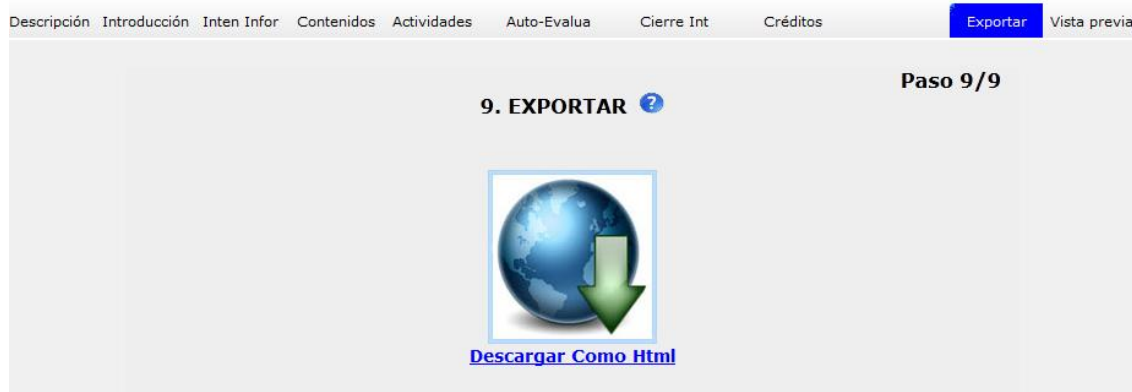 Descripción Introducción Inten Infor Contenidos Actividades Auto-Evalua Cierre Int Créditos Exportar Vista previa
Paso 9/9
9. EXPORTAR ?
Descargar Como Html